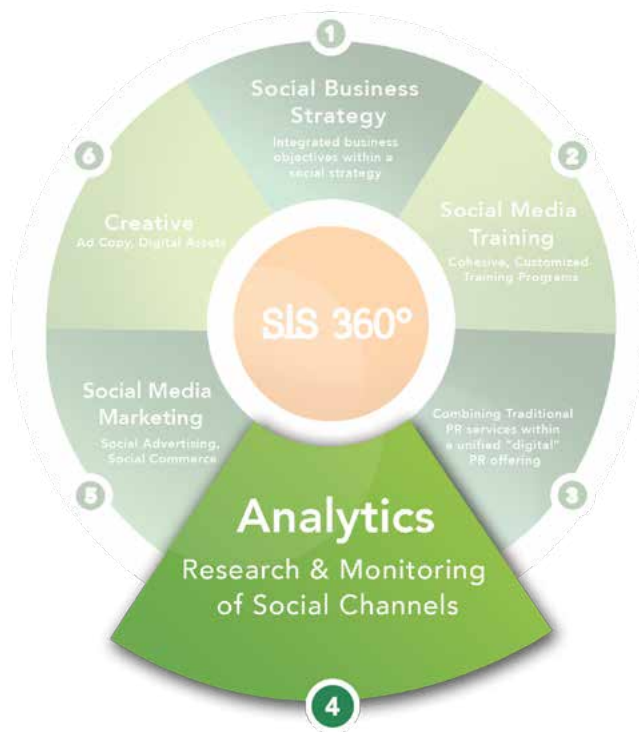 1
Social Business
Strategy
Integrated business
objectives within a
social strategy
2
Social Media
Training
Cohesive, Customized
Training Programs
3
Combining Traditional
PR services within
a unified "digital"
PR offering
4
Analytics
Research & Monitoring
of Social Channels
5
Social Media
Marketing
Social Advertising,
Social Commerce
6
Creative
Ad Copy, Digital Assets
SiS 360°